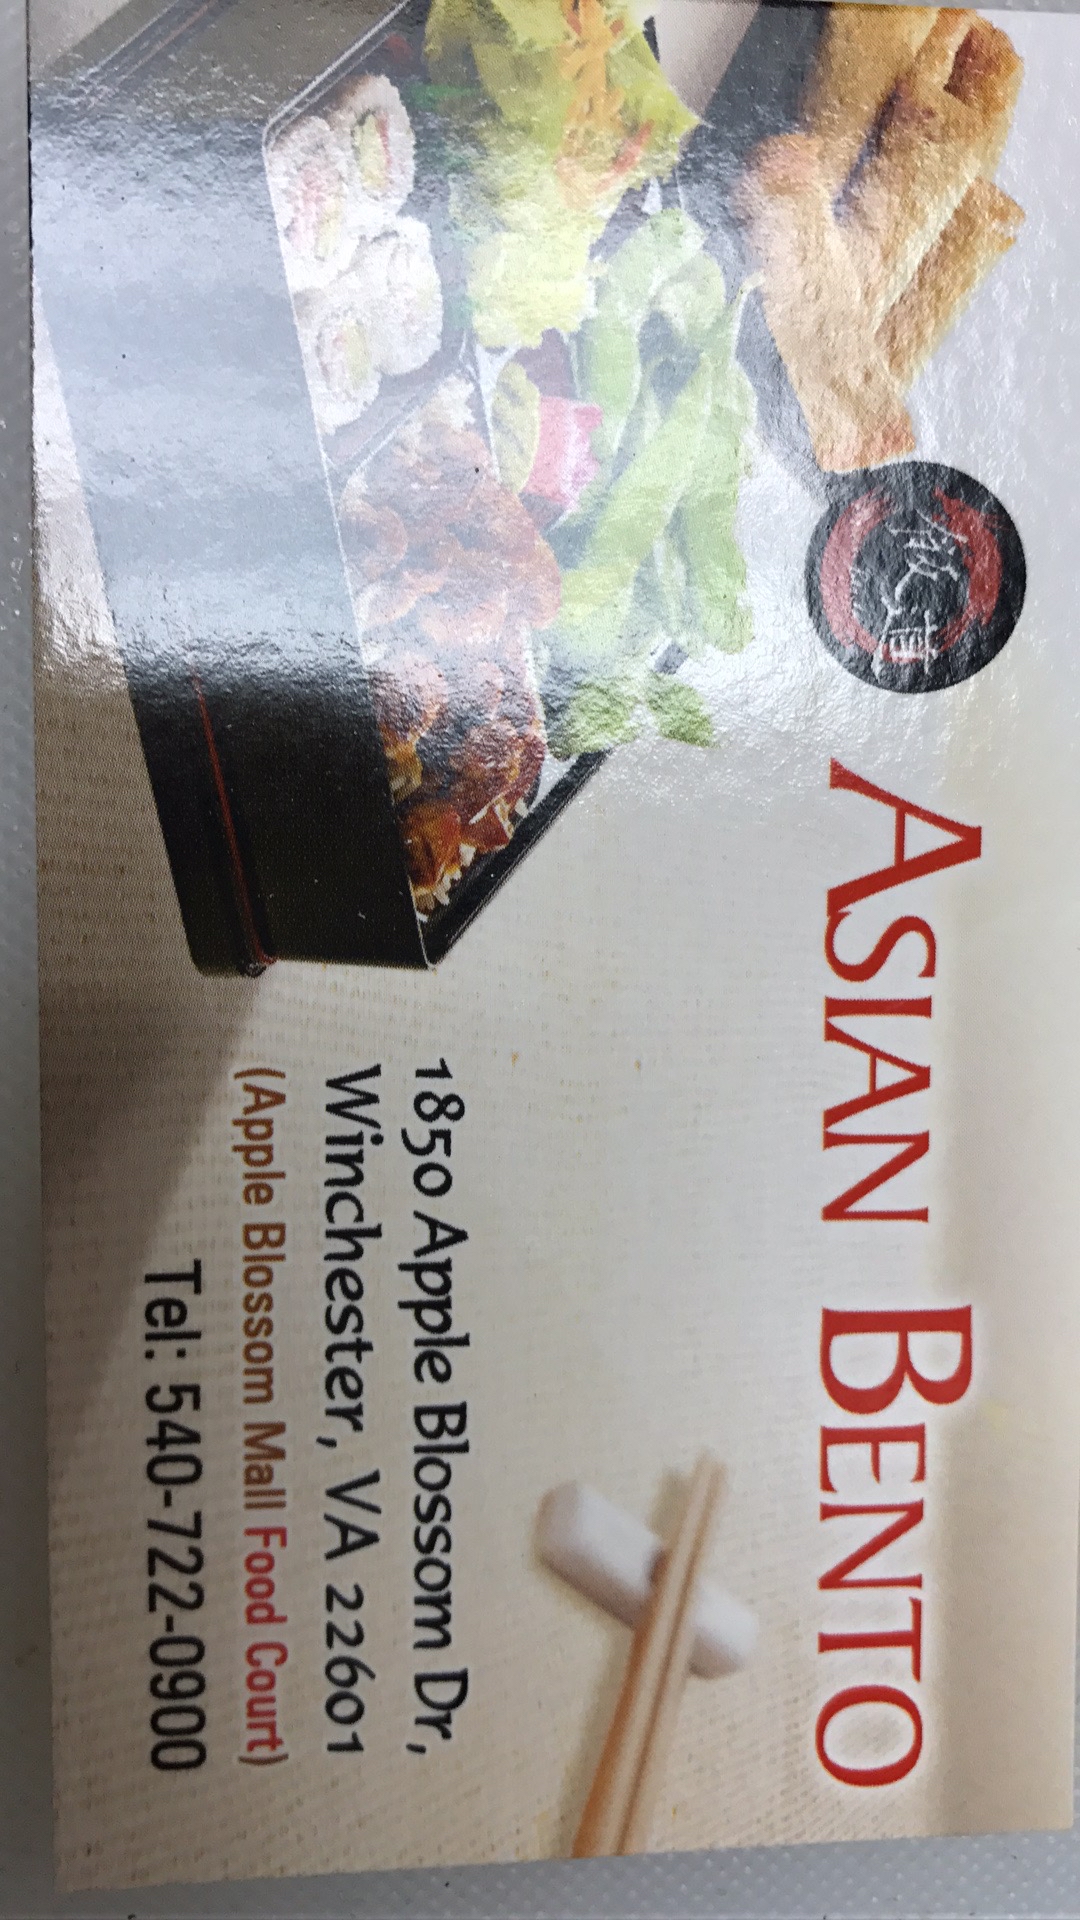 ASIAN BENTO
1850 Apple Blossom Dr,
Winchester, VA 22601
(Apple Blossom Mall Food Court)
Tel: 540-722-0900